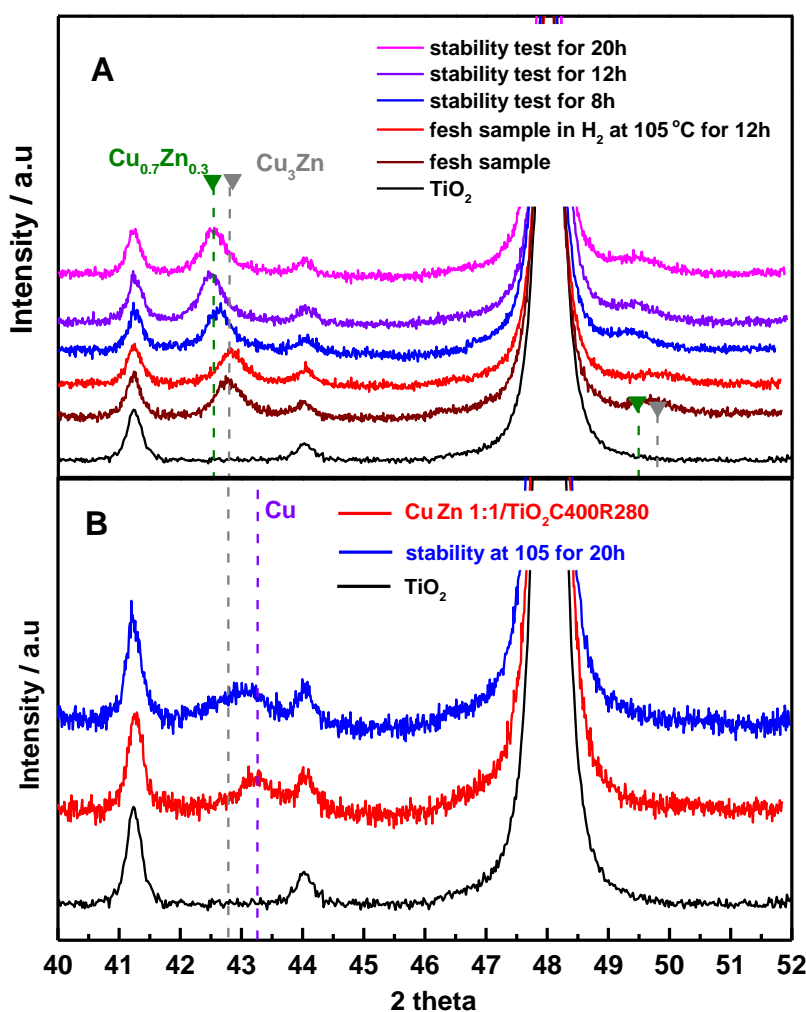 A
stability test for 20h
stability test for 12h
stability test for 8h
fesh sample in H2 at 105 °C for 12h
fesh sample
TiO2
Cu0.7Zn0.3
Cu3Zn
Intensity / a.u
B
Cu
Cu Zn 1:1/TiO2C400R280
stability at 105 for 20h
TiO2
Intensity / a.u
40 41 42 43 44 45 46 47 48 49 50 51 52
2 theta